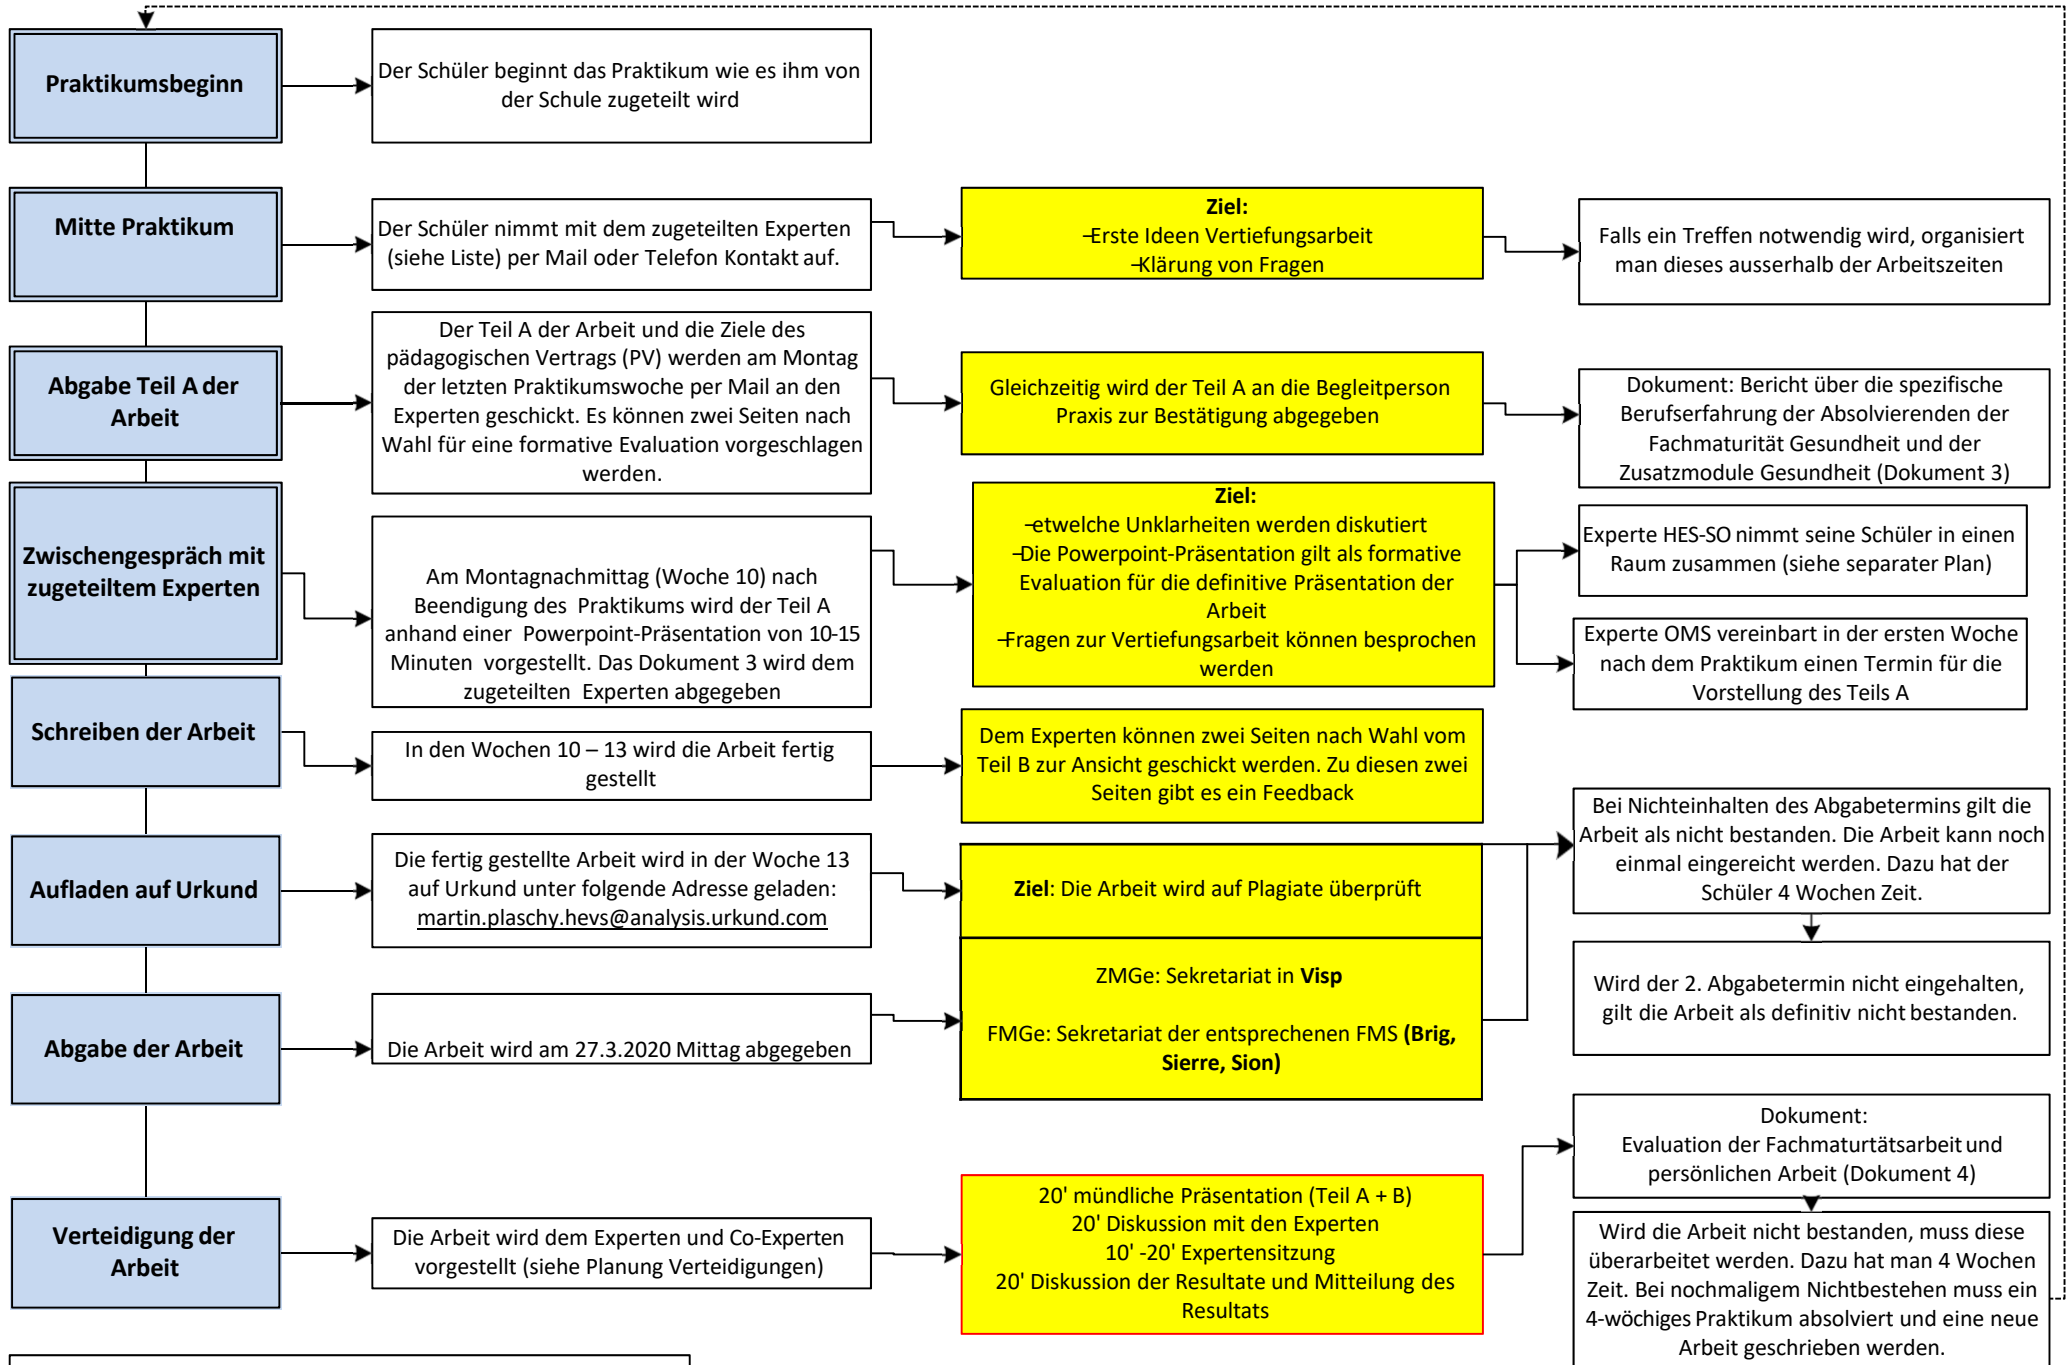 Praktikumsbeginn
Der Schüler beginnt das Praktikum wie es ihm von
der Schule zugeteilt wird
Mitte Praktikum
Der Schüler nimmt mit dem zugeteilten Experten
(siehe Liste) per Mail oder Telefon Kontakt auf.
Ziel:
-Erste Ideen Vertiefungsarbeit
-Klärung von Fragen
Falls ein Treffen notwendig wird, organisiert
man dieses ausserhalb der Arbeitszeiten
Abgabe Teil A der
Arbeit
Der Teil A der Arbeit und die Ziele des
pädagogischen Vertrags (PV) werden am Montag
der letzten Praktikumswoche per Mail an den
Experten geschickt. Es können zwei Seiten nach
Wahl für eine formative Evaluation vorgeschlagen
werden.
Gleichzeitig wird der Teil A an die Begleitperson
Praxis zur Bestätigung abgegeben
Dokument: Bericht über die spezifische
Berufserfahrung der Absolvierenden der
Fachmaturität Gesundheit und der
Zusatzmodule Gesundheit (Dokument 3)
Zwischengespräch mit
zugeteiltem Experten
Am Montagnachmittag (Woche 10) nach
Beendigung des Praktikums wird der Teil A
anhand einer Powerpoint-Präsentation von 10-15
Minuten vorgestellt. Das Dokument 3 wird dem
zugeteilten Experten abgegeben
Ziel:
-etwelche Unklarheiten werden diskutiert
-Die Powerpoint-Präsentation gilt als formative
Evaluation für die definitive Präsentation der
Arbeit
-Fragen zur Vertiefungsarbeit können besprochen
werden
Experte HES-SO nimmt seine Schüler in einen
Raum zusammen (siehe separater Plan)
Experte OMS vereinbart in der ersten Woche
nach dem Praktikum einen Termin für die
Vorstellung des Teils A
Schreiben der Arbeit
In den Wochen 10 – 13 wird die Arbeit fertig
gestellt
Dem Experten können zwei Seiten nach Wahl vom
Teil B zur Ansicht geschickt werden. Zu diesen zwei
Seiten gibt es ein Feedback
Aufladen auf Urkund
Die fertig gestellte Arbeit wird in der Woche 13
auf Urkund unter folgende Adresse geladen:
martin.plaschy.hevs@analysis.urkund.com
Ziel: Die Arbeit wird auf Plagiate überprüft
Bei Nichteinhalten des Abgabetermins gilt die
Arbeit als nicht bestanden. Die Arbeit kann noch
einmal eingereicht werden. Dazu hat der
Schüler 4 Wochen Zeit.
Wird der 2. Abgabetermin nicht eingehalten,
gilt die Arbeit als definitiv nicht bestanden.
Abgabe der Arbeit
Die Arbeit wird am 27.3.2020 Mittag abgegeben
ZMGe: Sekretariat in Visp
FMGe: Sekretariat der entsprechenen FMS (Brig,
Sierre, Sion)
Verteidigung der
Arbeit
Die Arbeit wird dem Experten und Co-Experten
vorgestellt (siehe Planung Verteidigungen)
20' mündliche Präsentation (Teil A + B)
20' Diskussion mit den Experten
10' -20' Expertensitzung
20' Diskussion der Resultate und Mitteilung des
Resultats
Dokument:
Evaluation der Fachmaturtätsarbeit und
persönlichen Arbeit (Dokument 4)
Wird die Arbeit nicht bestanden, muss diese
überarbeitet werden. Dazu hat man 4 Wochen
Zeit. Bei nochmaligem Nichtbestehen muss ein
4-wöchiges Praktikum absolviert und eine neue
Arbeit geschrieben werden.